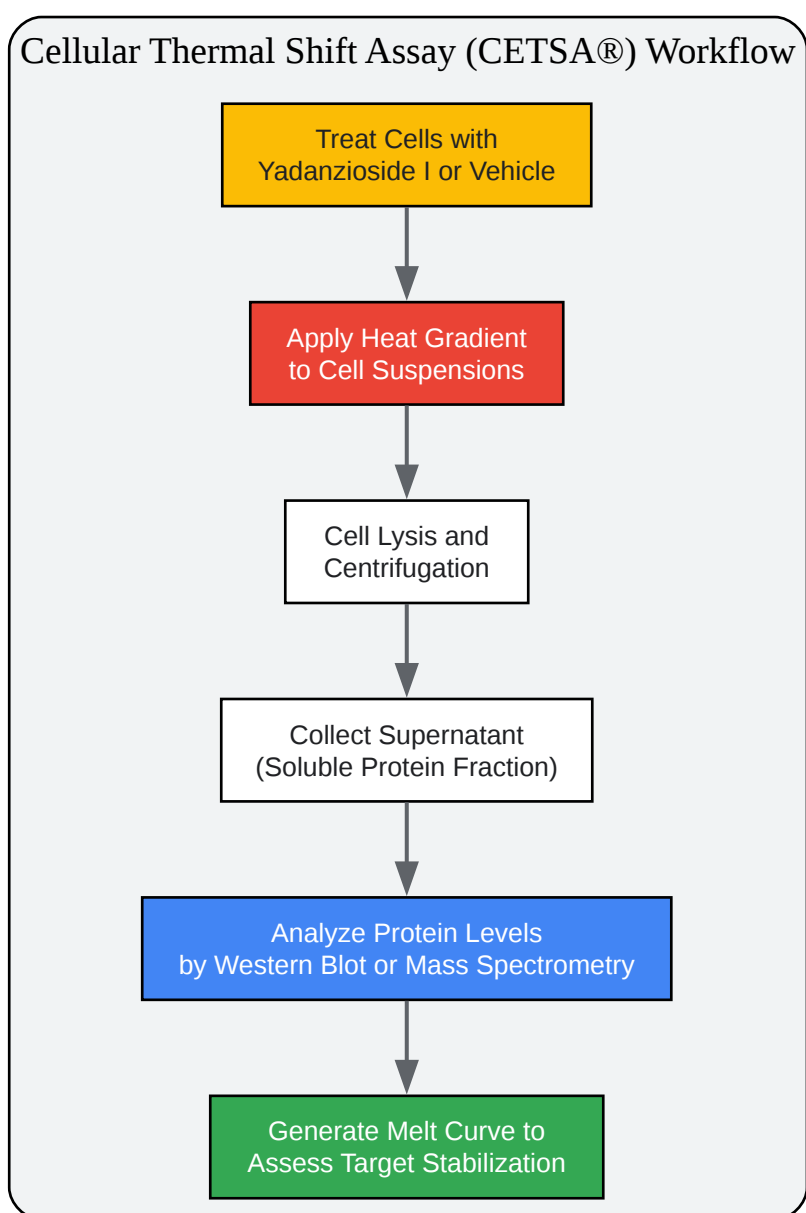 Cellular Thermal Shift Assay (CETSA®) Workflow
Treat Cells with
Yadanzioside I or Vehicle
Apply Heat Gradient
to Cell Suspensions
Cell Lysis and
Centrifugation
Collect Supernatant
(Soluble Protein Fraction)
Analyze Protein Levels
by Western Blot or Mass Spectrometry
Generate Melt Curve to
Assess Target Stabilization